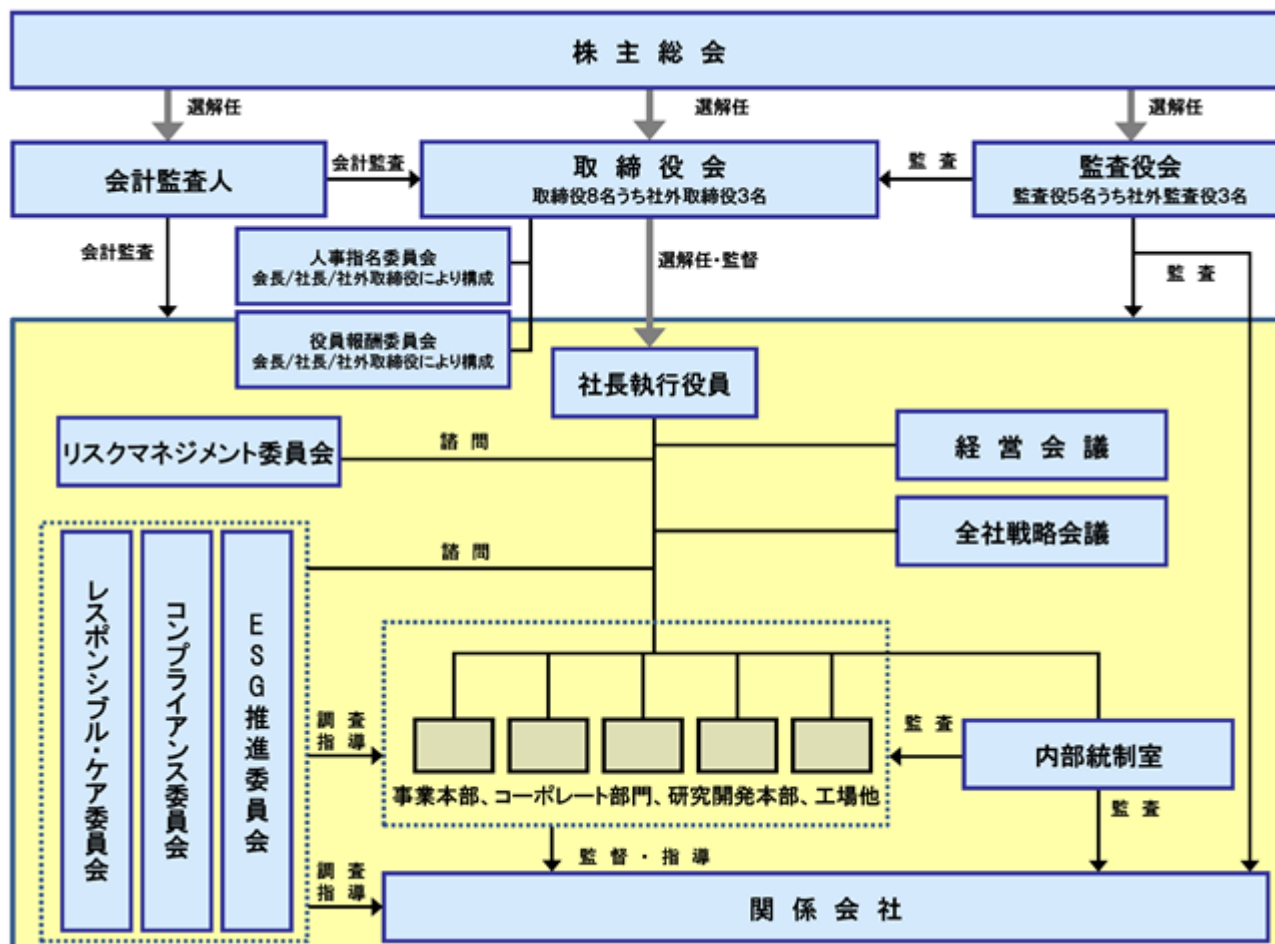 株主総会
選解任
選解任
選解任
会計監査人
会計監査
取締役会
取締役8名うち社外取締役3名
監査
監査役会
監査役5名うち社外監査役3名
会計監査
人事指名委員会
会長/社長/社外取締役により構成
選解任・監督
監査
役員報酬委員会
会長/社長/社外取締役により構成
社長執行役員
リスクマネジメント委員会
諮問
経営会議
全社戦略会議
諮問
レスポンシブル・ケア委員会
コンプライアンス委員会
ESG推進委員会
調査
指導
監査
内部統制室
事業本部、コーポレート部門、研究開発本部、工場他
監査
監督・指導
調査
指導
関係会社